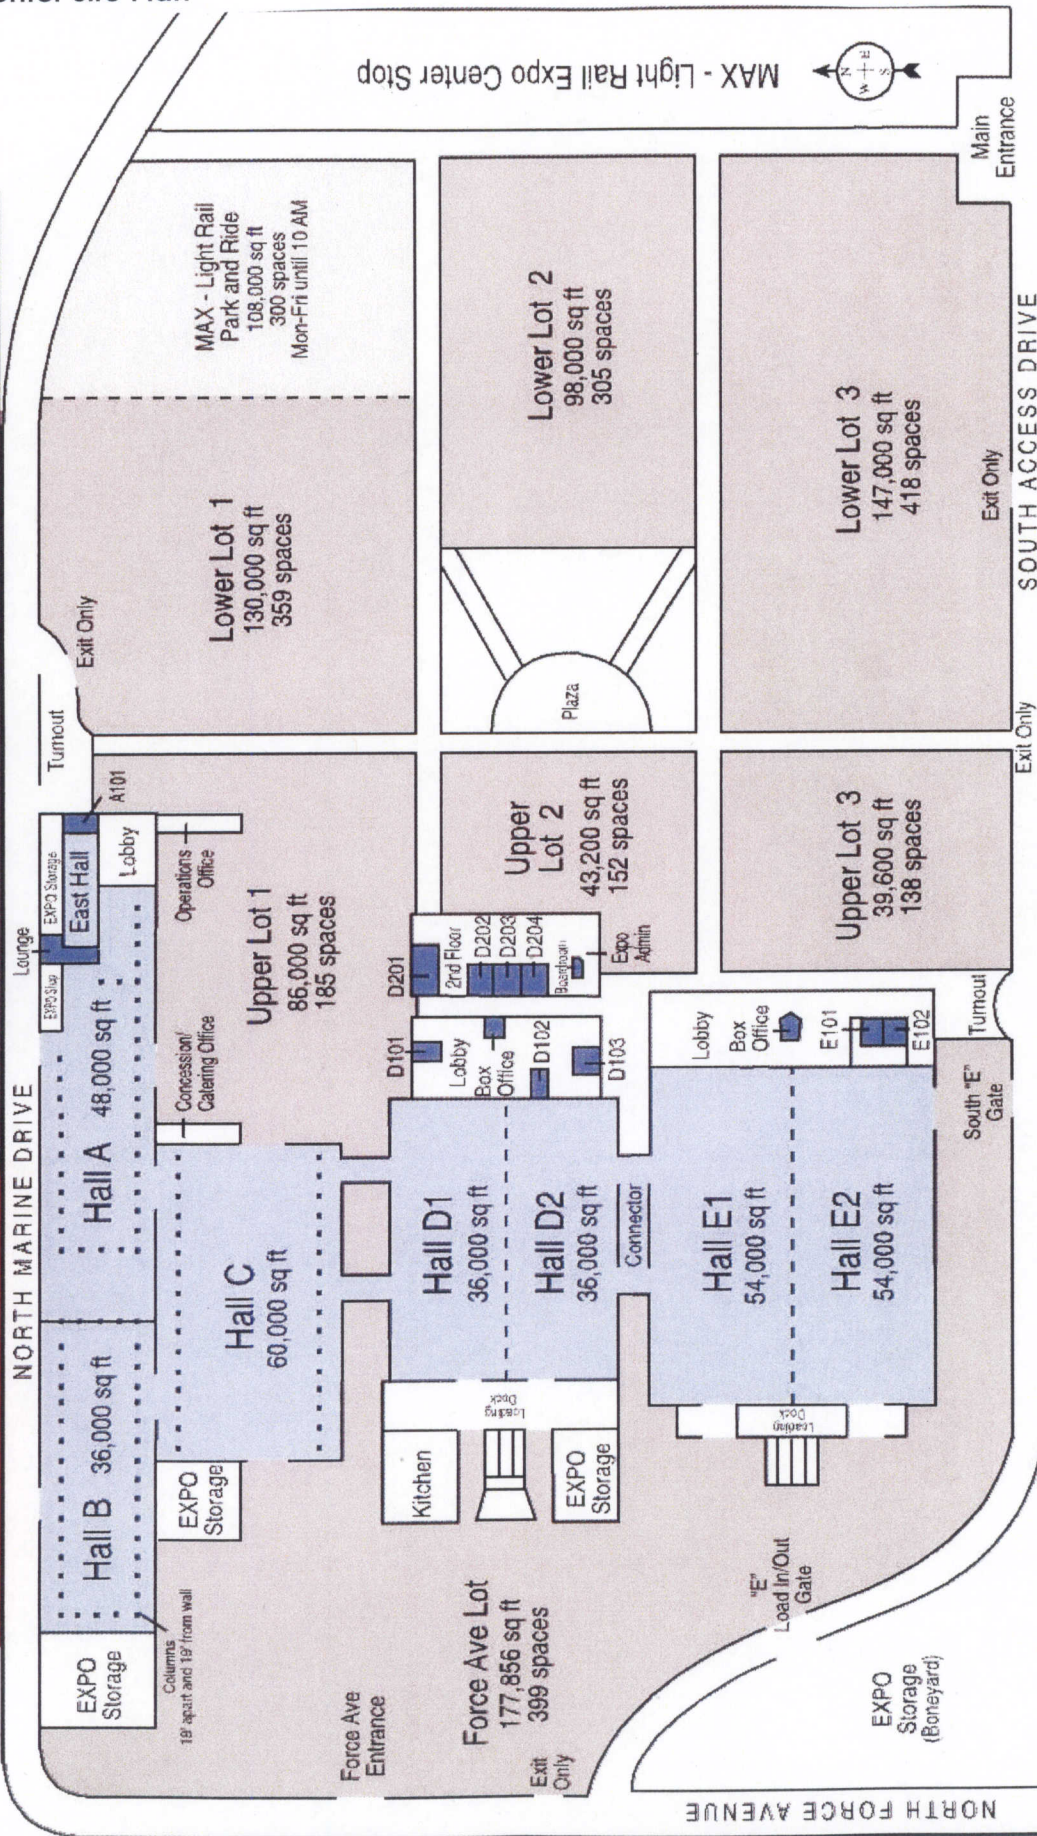 MAX - Light Rail Expo Center Stop
N
E
S
W
Main
Entrance
MAX - Light Rail
Park and Ride
108,000 sq ft
300 spaces
Mon-Fri until 10 AM
Lower Lot 2
98,000 sq ft
305 spaces
Lower Lot 3
147,000 sq ft
418 spaces
Exit Only
SOUTH ACCESS DRIVE
Lower Lot 1
130,000 sq ft
359 spaces
Exit Only
Turnout
Plaza
Exit Only
A101
Lounge
EXPO Storage
East Hall
Lobby
EXPO Shop
Operations
Office
Upper Lot 1
86,000 sq ft
185 spaces
Concession/
Catering Office
Upper
Lot 2
43,200 sq ft
152 spaces
D201
2nd Floor
D202
D203
D204
Boardroom
Expo
Admin
Upper Lot 3
39,600 sq ft
138 spaces
Turnout
NORTH MARINE DRIVE
Hall A 48,000 sq ft
D101
Lobby
Box
Office
D102
D103
Lobby
Box
Office
E101
E102
South "E"
Gate
Hall C
60,000 sq ft
Hall D1
36,000 sq ft
Hall D2
36,000 sq ft
Connector
Hall E1
54,000 sq ft
Hall E2
54,000 sq ft
Hall B 36,000 sq ft
EXPO
Storage
Kitchen
Loading
Dock
EXPO
Storage
Loading
Dock
EXPO
Storage
Columns
19' apart and 19' from wall
Force Ave
Entrance
Force Ave Lot
177,856 sq ft
399 spaces
Exit
Only
"E"
Load In/Out
Gate
EXPO
Storage
(Boneyard)
NORTH FORCE AVENUE